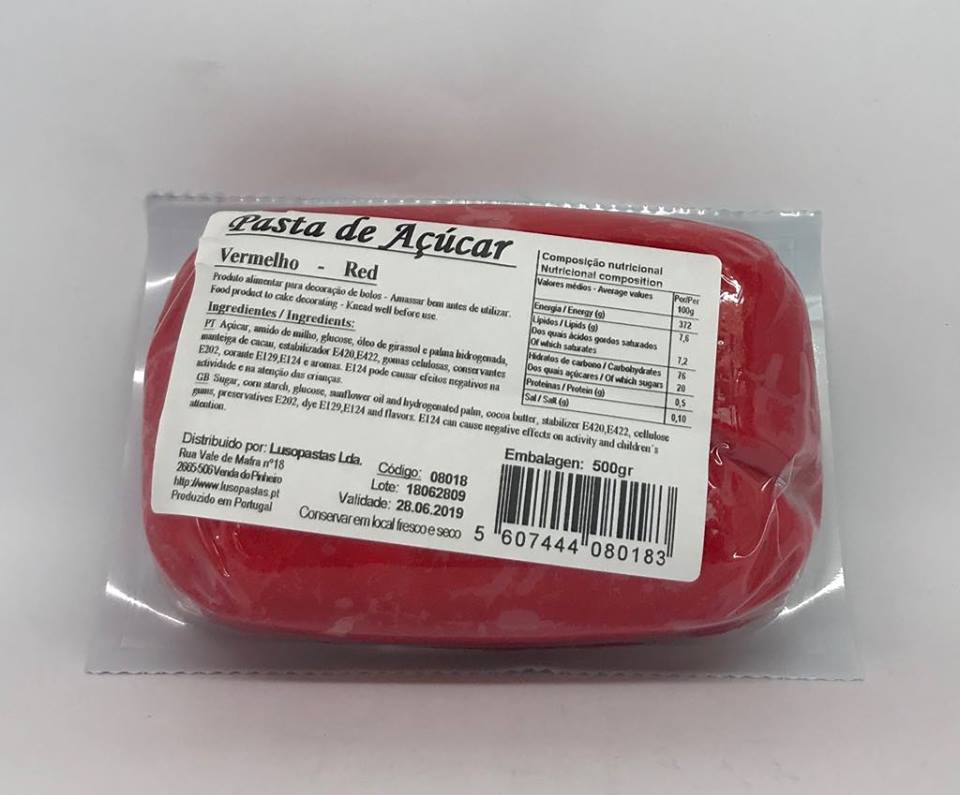 Pasta de Açúcar
Vermelho - Red
Produto alimentar para decoração de bolos - Amassar bem antes de utilizar.
Food product to cake decorating - Knead well before use.
Ingredientes / Ingredients:
PT Açúcar, amido de milho, glucose, óleo de girassol e palma hidrogenada,
manteiga de cacau, estabilizador E420,E422, gomas celulosas, conservantes
E202, corante E129,E124 e aromas. E124 pode causar efeitos negativos na
actividade e na atenção das crianças.
GB Sugar, corn starch, glucose, sunflower oil and hydrogenated palm, cocoa butter, stabilizer E420,E422, cellulose
gums, preservatives E202, dye E129,E124 and flavors. E124 can cause negative effects on activity and children's
attention.
Composição nutricional
Nutricional composition
Valores médios - Average values Por/Per
100g
Energia / Energy (g) 372
Lípidos / Lipids (g) 7,6
Dos quais ácidos gordos saturados
Of which saturates 7,2
Hidratos de carbono / Carbohydrates 76
Dos quais açúcares / Of which sugars 20
Proteínas / Protein (g) 0,5
Sal / Salt (g) 0,10
Distribuido por: Lusopastas Lda.
Rua Vale de Mafra nº18
2665-506 Venda do Pinheiro
http://www.lusopastas.pt
Produzido em Portugal
Código: 08018
Lote: 18062809
Validade: 28.06.2019
Conservar em local fresco e seco
Embalagen: 500gr
5 607444 080183